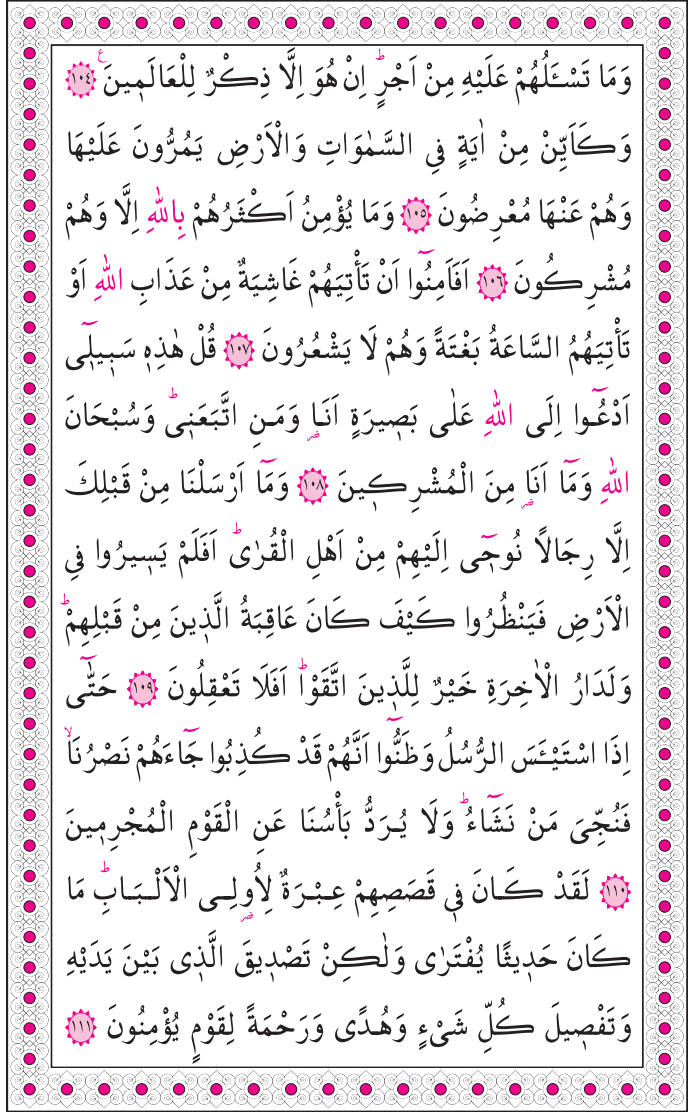 وَمَا تَسْـَٔلُهُمْ عَلَيْهِ مِنْ اَجْرٍۜ اِنْ هُوَ اِلَّا ذِكْرٌ لِلْعَالَمٖينَࣖ ﴿١٠٤﴾
وَكَاَيِّنْ مِنْ اٰيَةٍ فِي السَّمٰوَاتِ وَالْاَرْضِ يَمُرُّونَ عَلَيْهَا
وَهُمْ عَنْهَا مُعْرِضُونَ ﴿١٠٥﴾ وَمَا يُؤْمِنُ اَكْثَرُهُمْ بِاللّٰهِ اِلَّا وَهُمْ
مُشْرِكُونَ ﴿١٠٦﴾ اَفَاَمِنُٓوا اَنْ تَأْتِيَهُمْ غَاشِيَةٌ مِنْ عَذَابِ اللّٰهِ اَوْ
تَأْتِيَهُمُ السَّاعَةُ بَغْتَةً وَهُمْ لَا يَشْعُرُونَ ﴿١٠٧﴾ قُلْ هٰذِهٖ سَبٖيلٖٓي
اَدْعُٓوا اِلَى اللّٰهِ عَلٰى بَصٖيرَةٍ اَنَا۬ وَمَنِ اتَّبَعَنٖيۜ وَسُبْحَانَ
اللّٰهِ وَمَٓا اَنَا۬ مِنَ الْمُشْرِكٖينَ ﴿١٠٨﴾ وَمَٓا اَرْسَلْنَا مِنْ قَبْلِكَ
اِلَّا رِجَالًا نُوحٖٓي اِلَيْهِمْ مِنْ اَهْلِ الْقُرٰىۜ اَفَلَمْ يَسٖيرُوا فِي
الْاَرْضِ فَيَنْظُرُوا كَيْفَ كَانَ عَاقِبَةُ الَّذٖينَ مِنْ قَبْلِهِمْۜ
وَلَدَارُ الْاٰخِرَةِ خَيْرٌ لِلَّذٖينَ اتَّقَوْاۜ اَفَلَا تَعْقِلُونَ ﴿١٠٩﴾ حَتّٰٓى
اِذَا اسْتَيْـَٔسَ الرُّسُلُ وَظَنُّٓوا اَنَّهُمْ قَدْ كُذِبُوا جَٓاءَهُمْ نَصْرُنَاۙ
فَنُجِّيَ مَنْ نَشَٓاءُۜ وَلَا يُرَدُّ بَأْسُنَا عَنِ الْقَوْمِ الْمُجْرِمٖينَ
﴿١١٠﴾ لَقَدْ كَانَ فٖي قَصَصِهِمْ عِبْرَةٌ لِاُو۬لِي الْاَلْبَابِۜ مَا
كَانَ حَدٖيثًا يُفْتَرٰى وَلٰكِنْ تَصْدٖيقَ الَّذٖي بَيْنَ يَدَيْهِ
وَتَفْصٖيلَ كُلِّ شَيْءٍ وَهُدًى وَرَحْمَةً لِقَوْمٍ يُؤْمِنُونَ ﴿١١١﴾